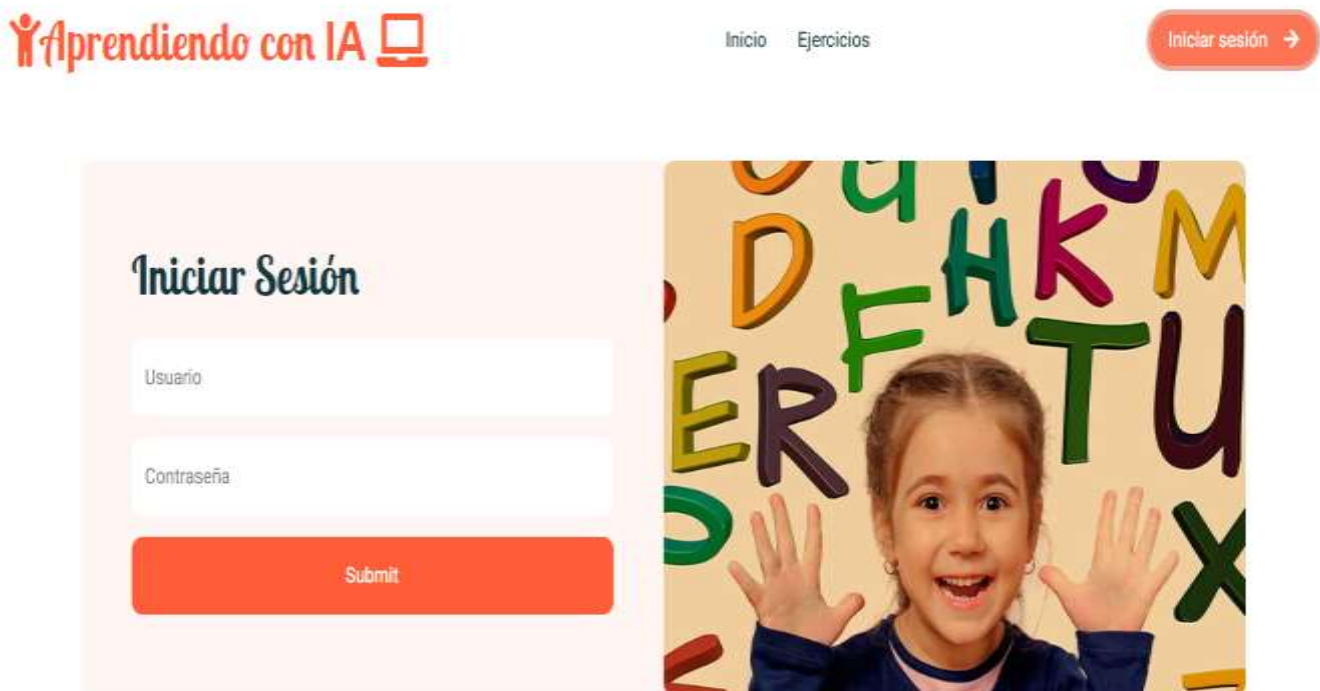 Aprendiendo con IA
Inicio Ejercicios
Iniciar sesión
Iniciar Sesión
Usuario
Contraseña
Submit
D H K M
F T U
E R
X